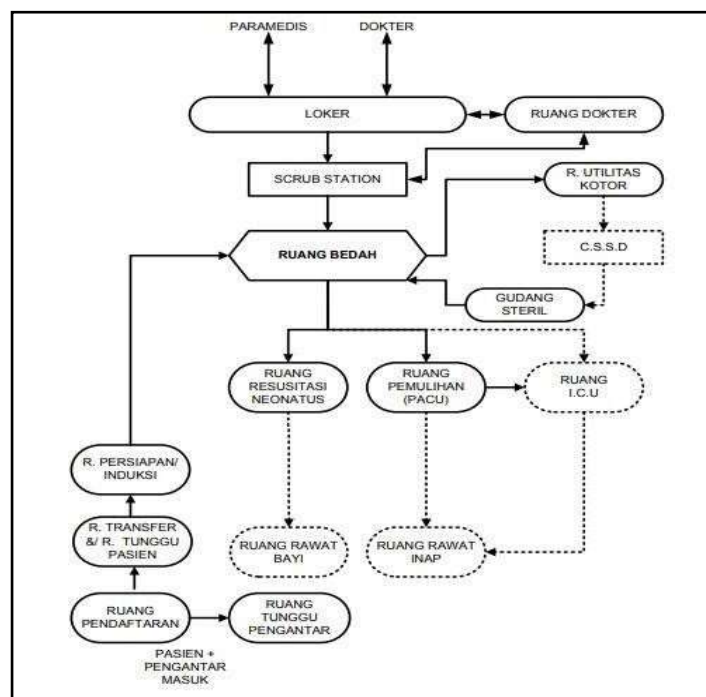 PARAMEDIS
DOKTER
LOKER
RUANG DOKTER
SCRUB STATION
R. UTILITAS
KOTOR
RUANG BEDAH
C.S.S.D
GUDANG
STERIL
RUANG
RESUSITASI
NEONATUS
RUANG
PEMULIHAN
(PACU)
RUANG
I.C.U
R. PERSIAPAN/
INDUKSI
R. TRANSFER
&/ R. TUNGGU
PASIEN
RUANG RAWAT
BAYI
RUANG RAWAT
INAP
RUANG
PENDAFTARAN
RUANG
TUNGGU
PENGANTAR
PASIEN +
PENGANTAR
MASUK